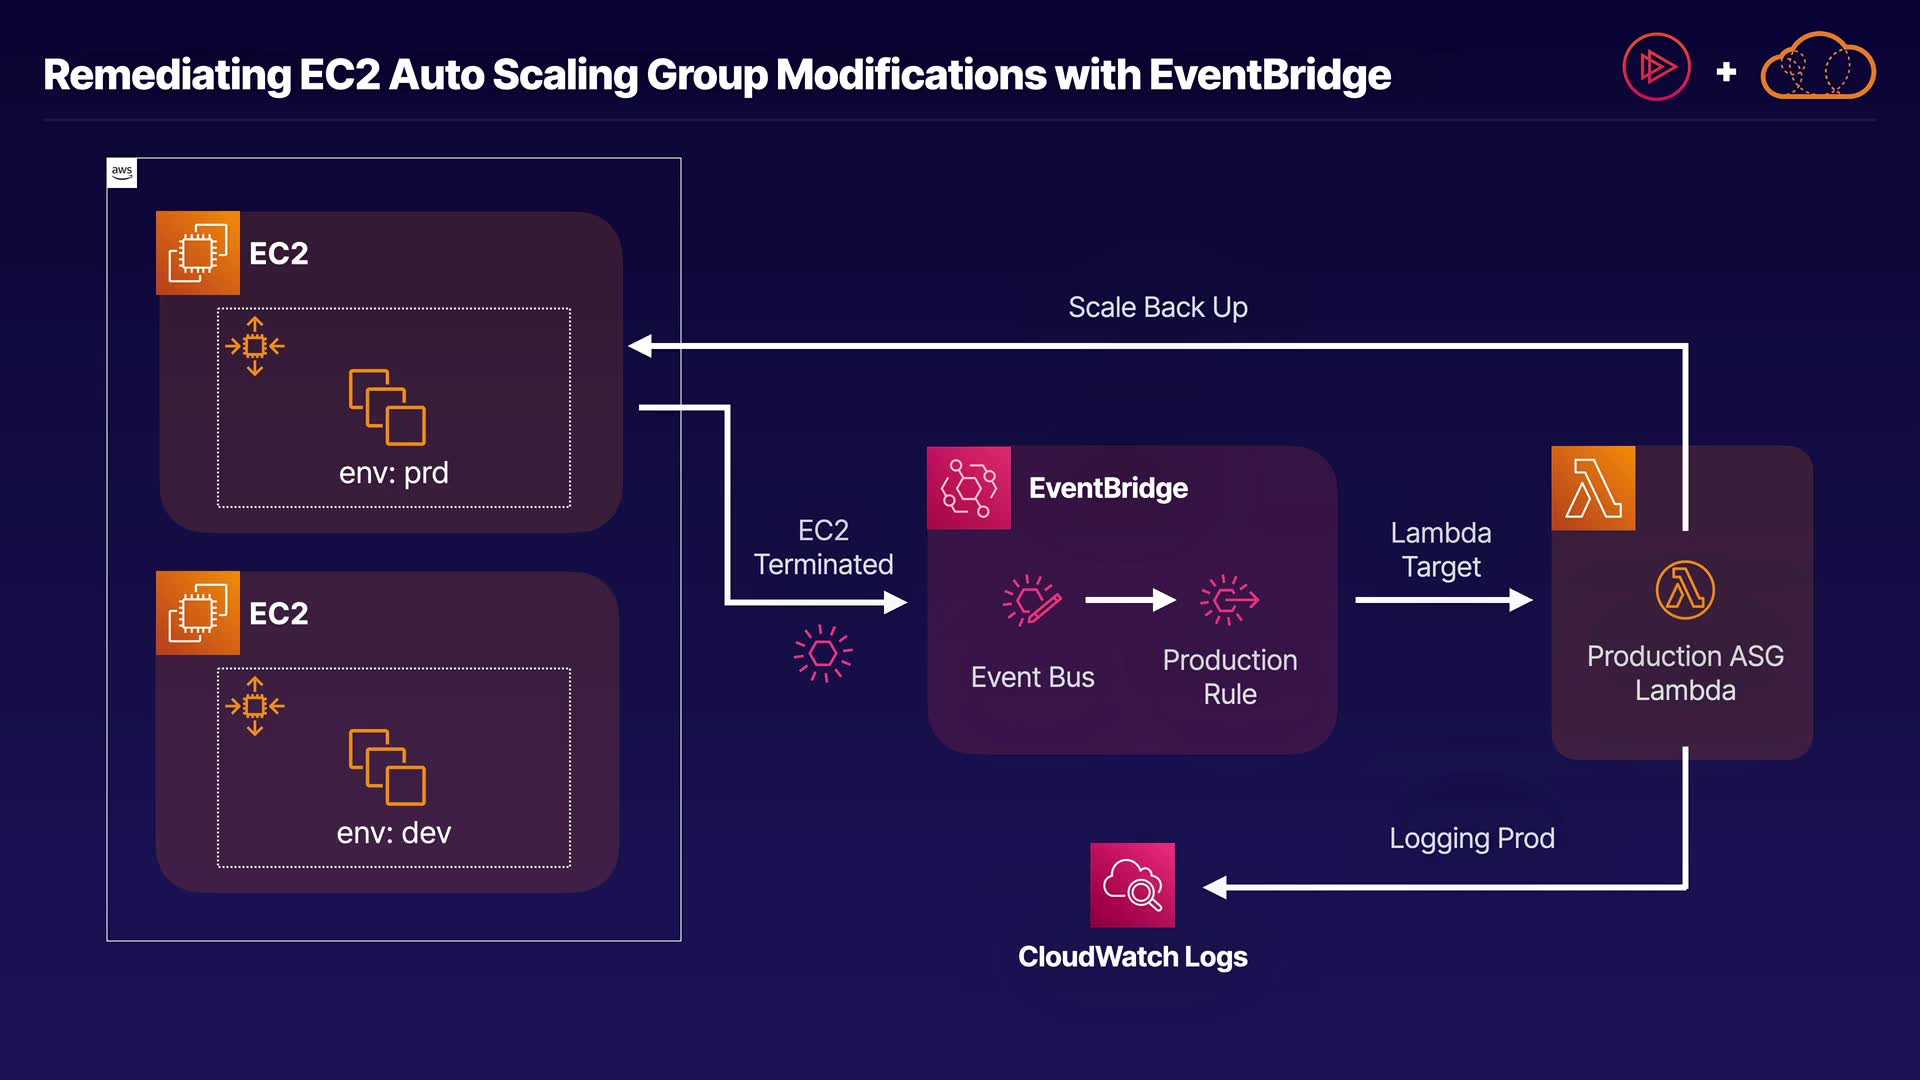 Remediating EC2 Auto Scaling Group Modifications with EventBridge
+
aws
EC2
env: prd
EC2
env: dev
Scale Back Up
EC2
Terminated
EventBridge
Event Bus
Production
Rule
Lambda
Target
Production ASG
Lambda
Logging Prod
CloudWatch Logs